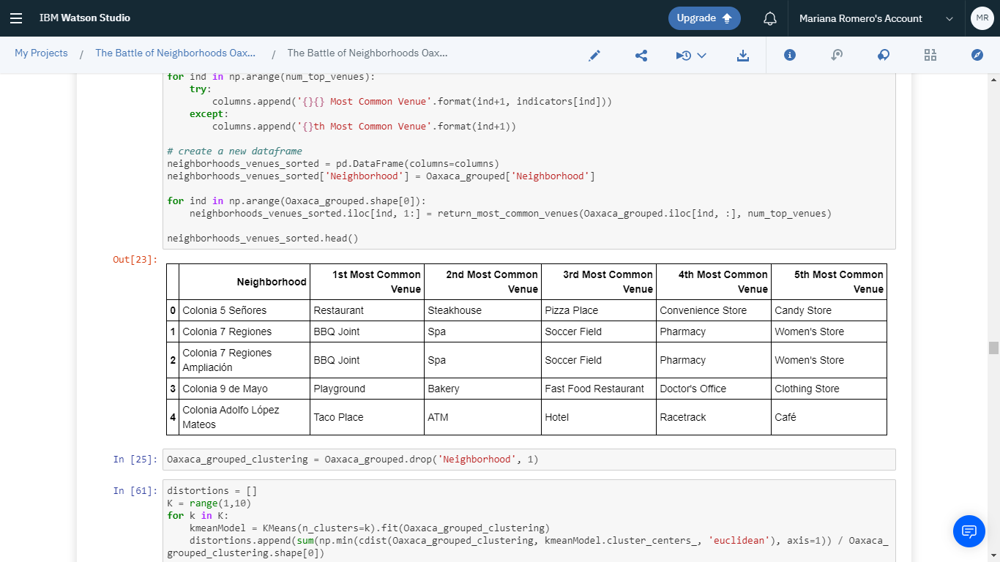 IBM Watson Studio
Upgrade
Mariana Romero's Account
MR
My Projects / The Battle of Neighborhoods Oax... / The Battle of Neighborhoods Oax...
for ind in np.arange(num_top_venues):
    try:
        columns.append('{}{} Most Common Venue'.format(ind+1, indicators[ind]))
    except:
        columns.append('{}th Most Common Venue'.format(ind+1))
# create a new dataframe
neighborhoods_venues_sorted = pd.DataFrame(columns=columns)
neighborhoods_venues_sorted['Neighborhood'] = Oaxaca_grouped['Neighborhood']
for ind in np.arange(Oaxaca_grouped.shape[0]):
    neighborhoods_venues_sorted.iloc[ind, 1:] = return_most_common_venues(Oaxaca_grouped.iloc[ind, :], num_top_venues)
neighborhoods_venues_sorted.head()
Out[23]:
Neighborhood 1st Most Common Venue 2nd Most Common Venue 3rd Most Common Venue 4th Most Common Venue 5th Most Common Venue
0 Colonia 5 Señores Restaurant Steakhouse Pizza Place Convenience Store Candy Store
1 Colonia 7 Regiones BBQ Joint Spa Soccer Field Pharmacy Women's Store
2 Colonia 7 Regiones Ampliación BBQ Joint Spa Soccer Field Pharmacy Women's Store
3 Colonia 9 de Mayo Playground Bakery Fast Food Restaurant Doctor's Office Clothing Store
4 Colonia Adolfo López Mateos Taco Place ATM Hotel Racetrack Café
In [25]: Oaxaca_grouped_clustering = Oaxaca_grouped.drop('Neighborhood', 1)
In [61]: distortions = []
K = range(1,10)
for k in K:
    kmeanModel = KMeans(n_clusters=k).fit(Oaxaca_grouped_clustering)
    distortions.append(sum(np.min(cdist(Oaxaca_grouped_clustering, kmeanModel.cluster_centers_, 'euclidean'), axis=1)) / Oaxaca_
grouped_clustering.shape[0])